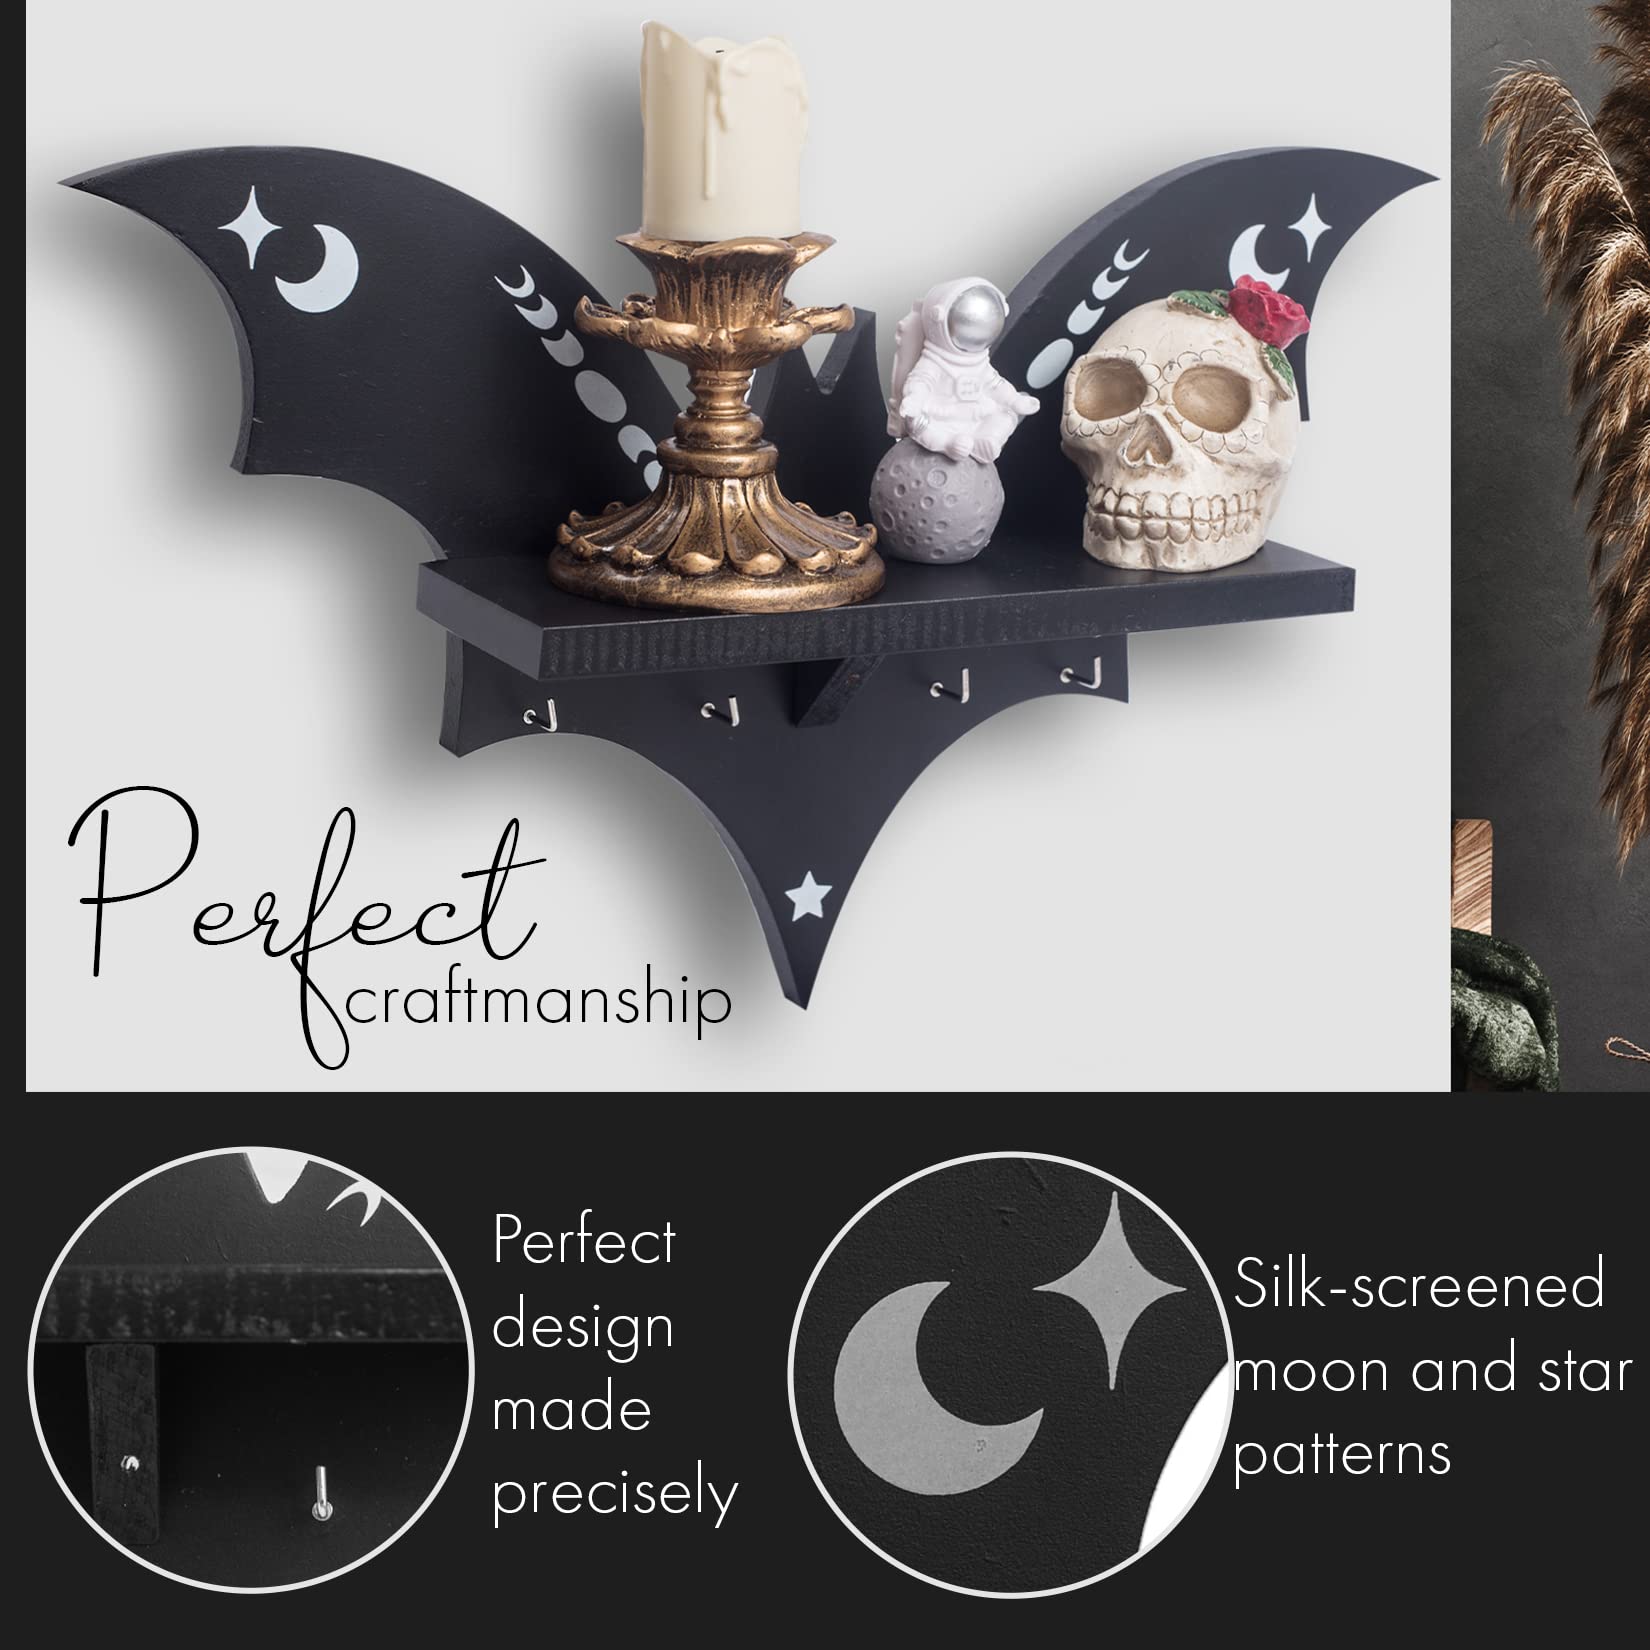 Perfect
craftmanship
Perfect
design
made
precisely
Silk-screened
moon and star
patterns